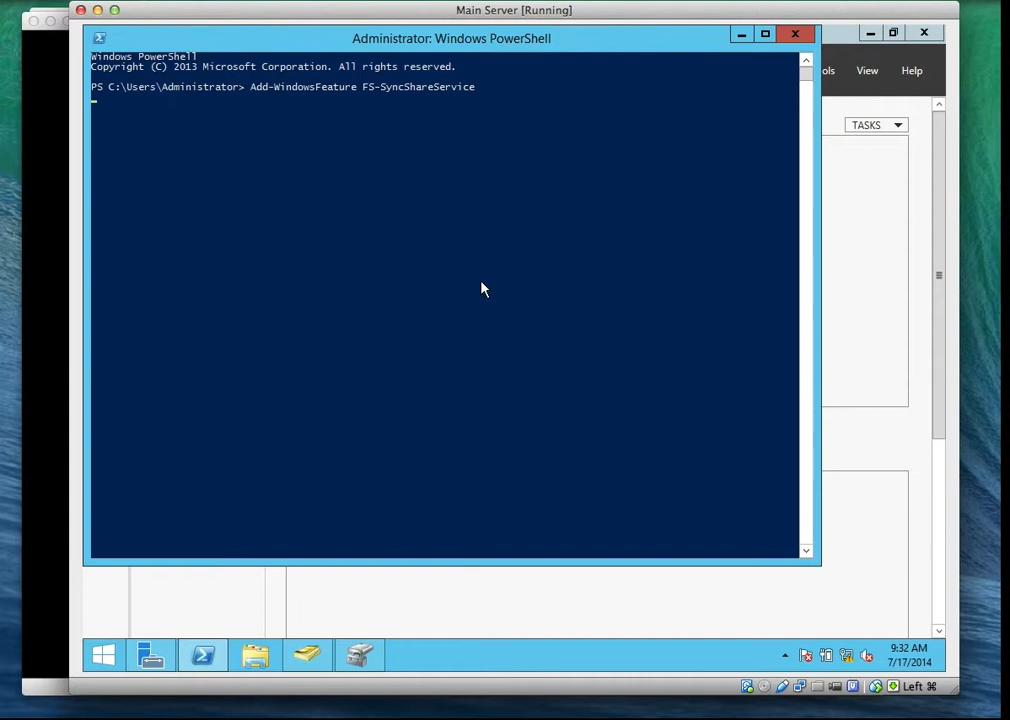 Main Server [Running]
Administrator: Windows PowerShell
Windows PowerShell
Copyright (C) 2013 Microsoft Corporation. All rights reserved.
PS C:\Users\Administrator> Add-WindowsFeature FS-SyncShareService
ols View Help
TASKS
9:32 AM
7/17/2014
Left ⌘